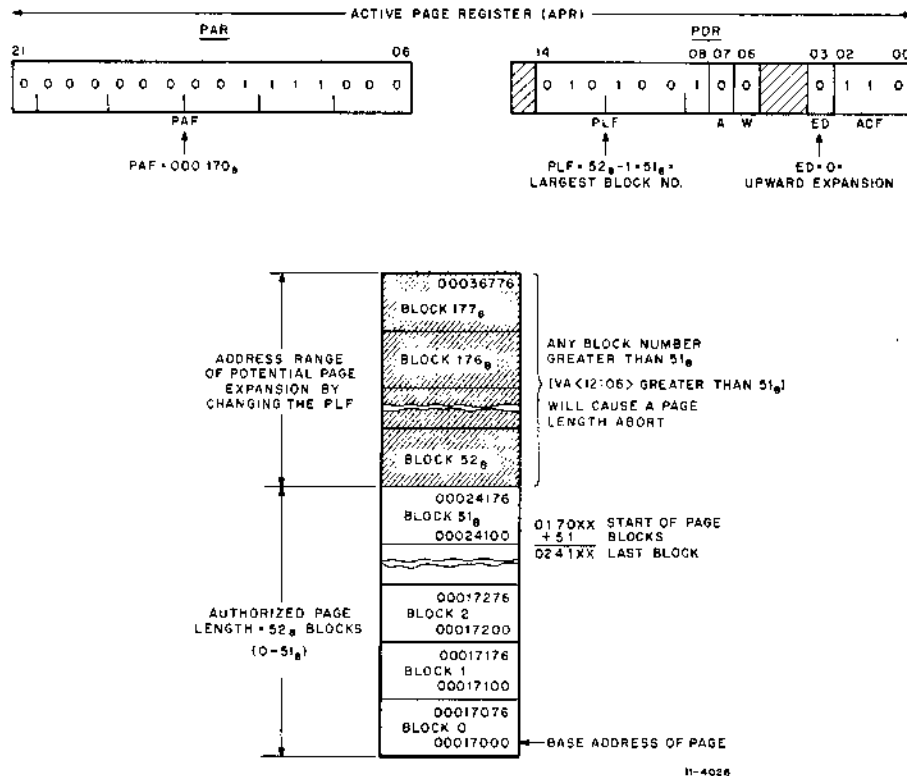 ACTIVE PAGE REGISTER (APR)
PAR
PDR
21 06
14 08 07 06 03 02 00
0 0 0 0 0 0 0 0 0 1 1 1 1 0 0 0
0 1 0 1 0 0 1 0 0 0 1 1 0
PAF
PLF A W ED ACF
PAF = 000 170₈
PLF = 52₈ - 1 = 51₈ =
LARGEST BLOCK NO.
ED = 0 =
UPWARD EXPANSION
ADDRESS RANGE
OF POTENTIAL PAGE
EXPANSION BY
CHANGING THE PLF
00036776
BLOCK 177₈
BLOCK 176₈
BLOCK 52₈
ANY BLOCK NUMBER
GREATER THAN 51₈
[VA<12:06> GREATER THAN 51₈]
WILL CAUSE A PAGE
LENGTH ABORT
00024176
BLOCK 51₈
00024100
0170XX START OF PAGE
+51 BLOCKS
0241XX LAST BLOCK
AUTHORIZED PAGE
LENGTH = 52₈ BLOCKS
(0-51₈)
00017276
BLOCK 2
00017200
00017176
BLOCK 1
00017100
00017076
BLOCK 0
00017000
BASE ADDRESS OF PAGE
11-4026